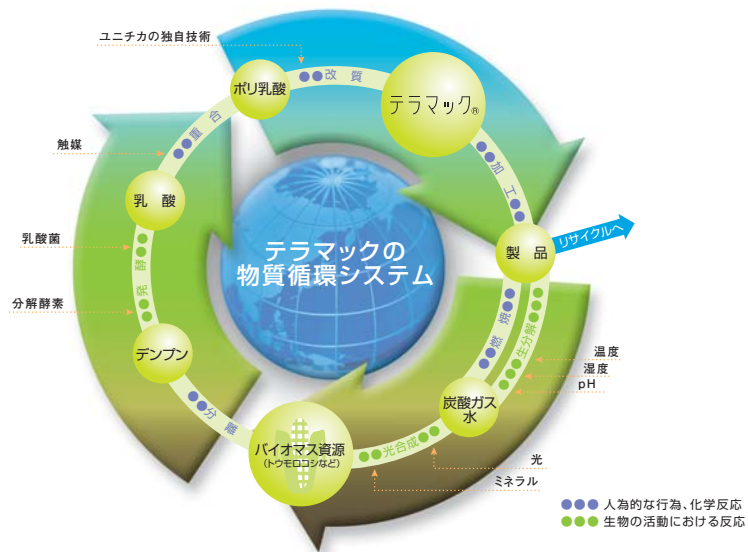 ユニチカの独自技術
改質
ポリ乳酸
テラマック®
重合
触媒
加工
乳酸
乳酸菌
発酵
分解酵素
テラマックの
物質循環システム
製品
リサイクルへ
燃焼
生分解
温度
湿度
pH
デンプン
分離
炭酸ガス
水
バイオマス資源
(トウモロコシなど)
光合成
光
ミネラル
人為的な行為、化学反応
生物の活動における反応